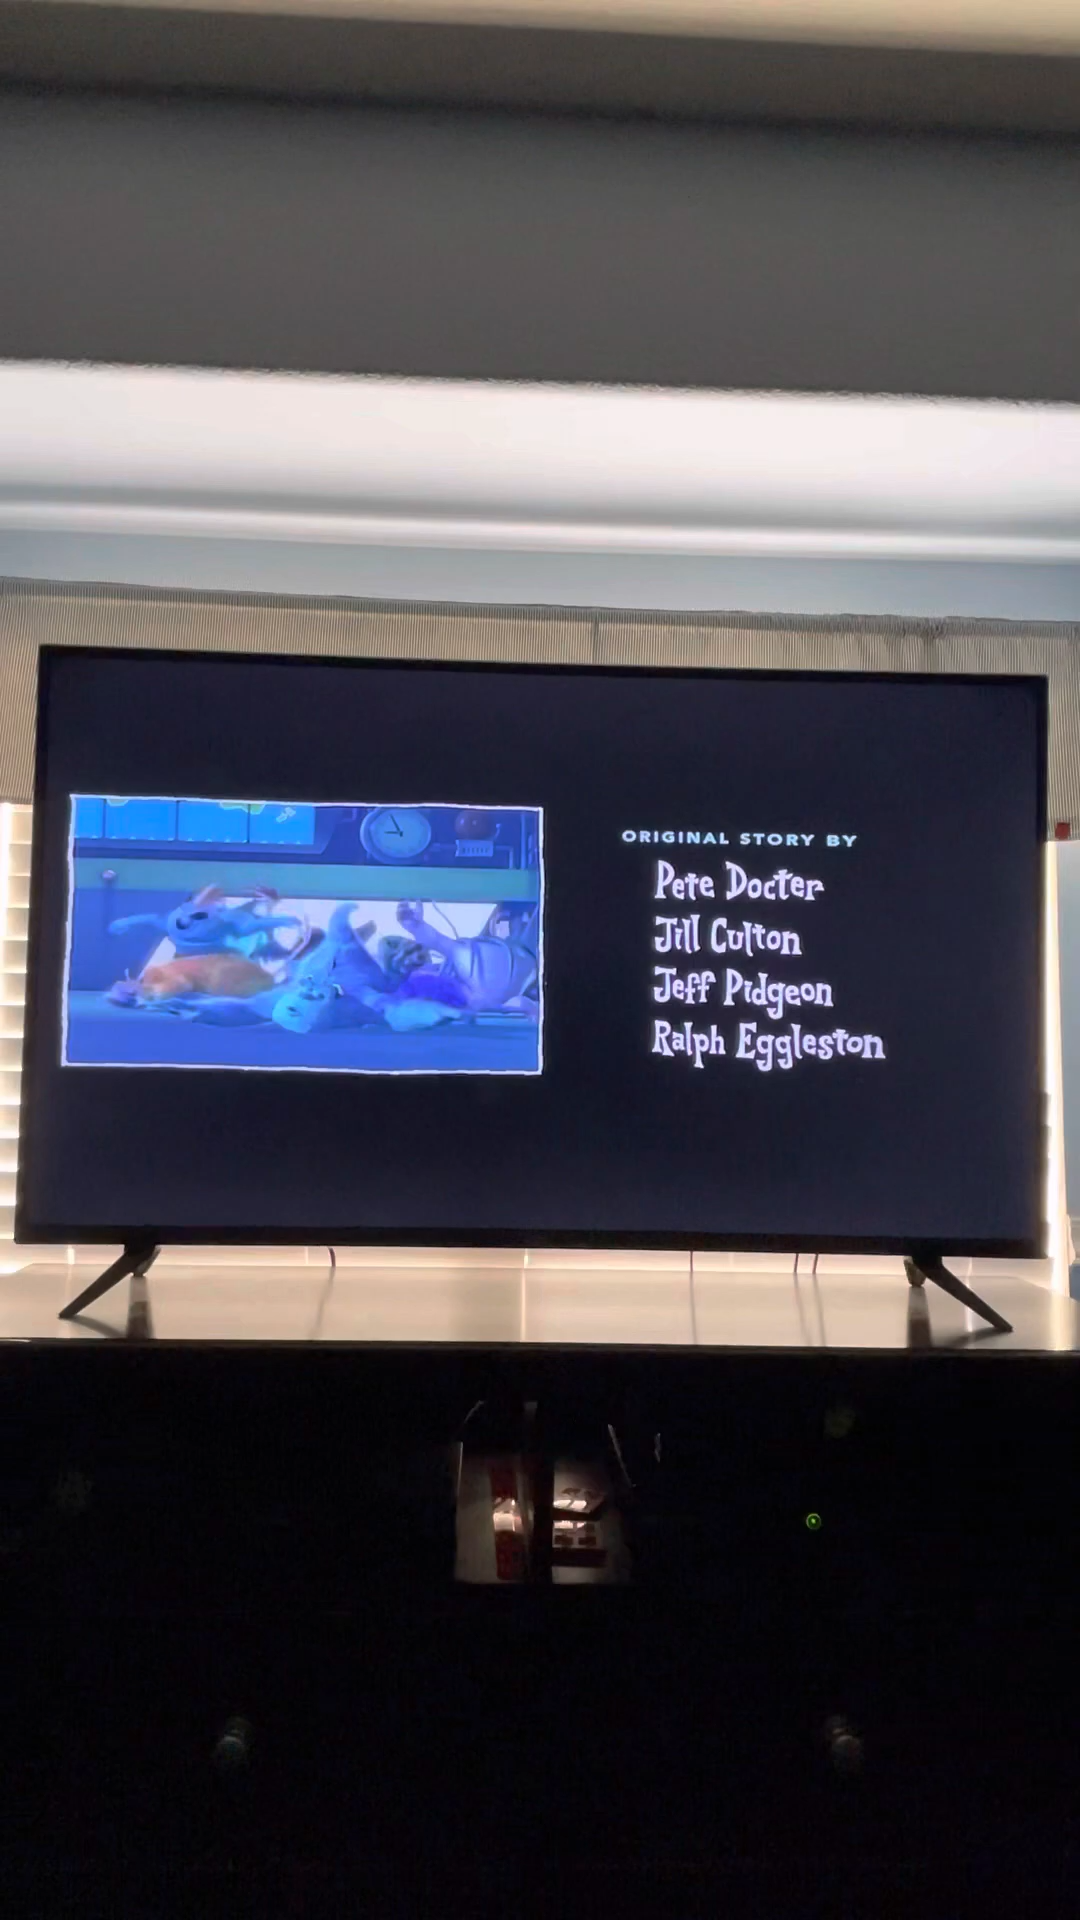 ORIGINAL STORY BY
Pete Docter
Jill Culton
Jeff Pidgeon
Ralph Eggleston